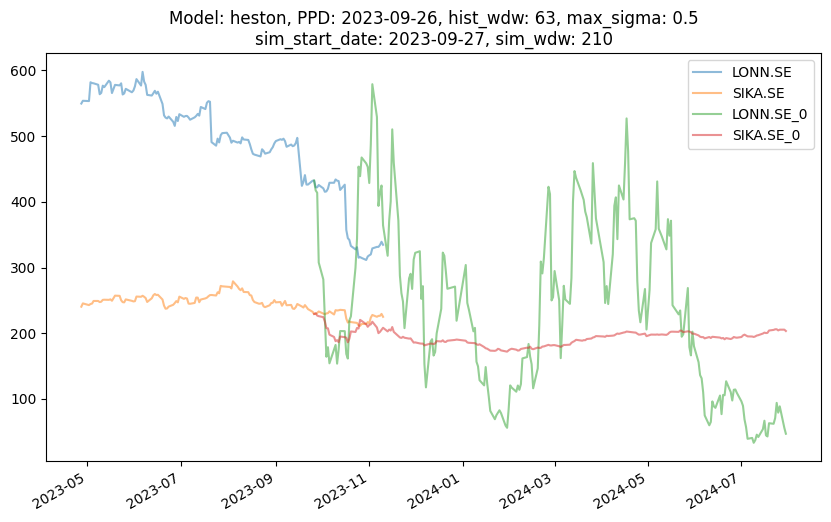 Model: heston, PPD: 2023-09-26, hist_wdw: 63, max_sigma: 0.5
sim_start_date: 2023-09-27, sim_wdw: 210
LONN.SE
SIKA.SE
LONN.SE_0
SIKA.SE_0
600
500
400
300
200
100
2023-05
2023-07
2023-09
2023-11
2024-01
2024-03
2024-05
2024-07